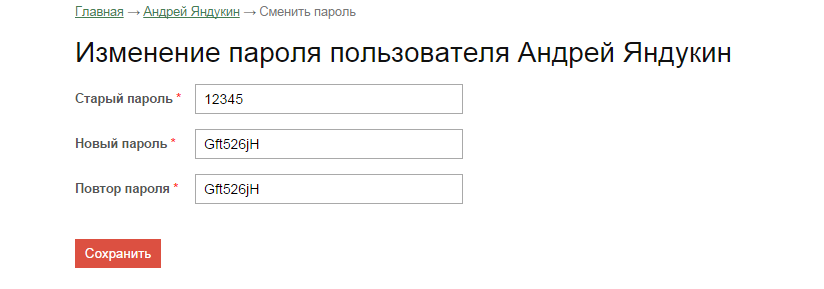 Главная → Андрей Яндукин → Сменить пароль
Изменение пароля пользователя Андрей Яндукин
Старый пароль * 12345
Новый пароль * Gft526jH
Повтор пароля * Gft526jH
Сохранить